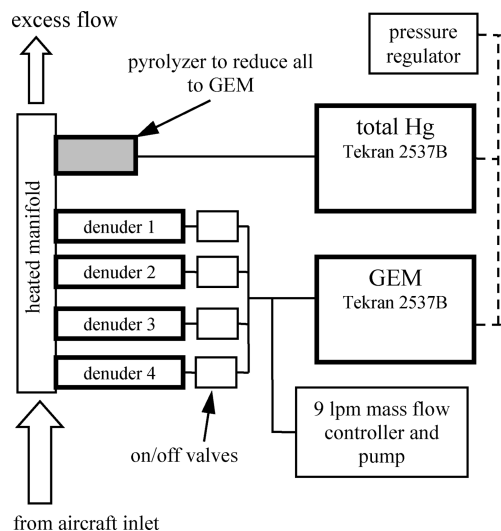 excess flow
pressure
regulator
pyrolyzer to reduce all
to GEM
total Hg
Tekran 2537B
heated manifold
denuder 1
denuder 2
denuder 3
denuder 4
GEM
Tekran 2537B
9 lpm mass flow
controller and
pump
on/off valves
from aircraft inlet